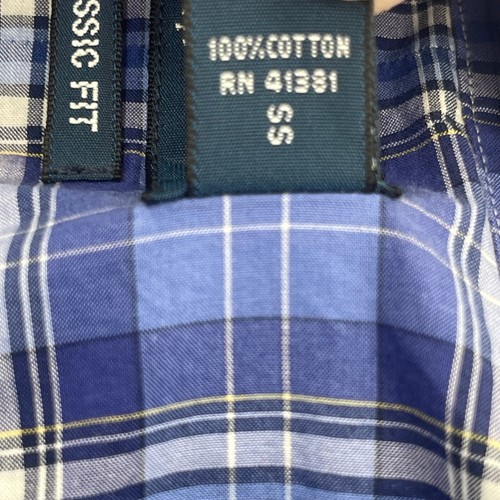 100% COTTON
RN 41381
SS
SSIC FIT